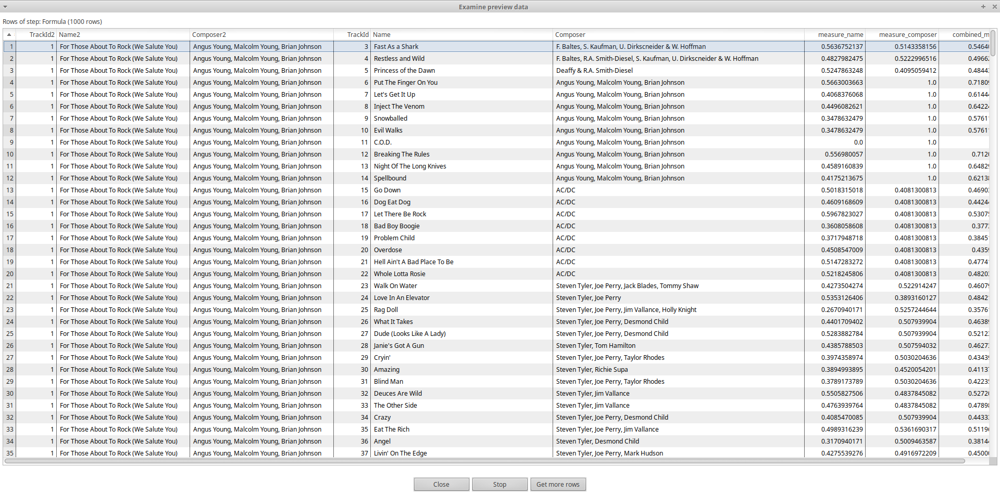 Examine preview data
Rows of step: Formula (1000 rows)
TrackId2 Name2 Composer2 TrackId Name Composer measure_name measure_composer combined_m
1 1 For Those About To Rock (We Salute You) Angus Young, Malcolm Young, Brian Johnson 3 Fast As a Shark F. Baltes, S. Kaufman, U. Dirkscneider & W. Hoffman 0.5636752137 0.5143358156 0.5464
2 1 For Those About To Rock (We Salute You) Angus Young, Malcolm Young, Brian Johnson 4 Restless and Wild F. Baltes, R.A. Smith-Diesel, S. Kaufman, U. Dirkscneider & W. Hoffman 0.4827982475 0.5222996516 0.4966
3 1 For Those About To Rock (We Salute You) Angus Young, Malcolm Young, Brian Johnson 5 Princess of the Dawn Deaffy & R.A. Smith-Diesel 0.5247863248 0.4095059412 0.4844
4 1 For Those About To Rock (We Salute You) Angus Young, Malcolm Young, Brian Johnson 6 Put The Finger On You Angus Young, Malcolm Young, Brian Johnson 0.5663003663 1.0 0.7180
5 1 For Those About To Rock (We Salute You) Angus Young, Malcolm Young, Brian Johnson 7 Let's Get It Up Angus Young, Malcolm Young, Brian Johnson 0.4068376068 1.0 0.6144
6 1 For Those About To Rock (We Salute You) Angus Young, Malcolm Young, Brian Johnson 8 Inject The Venom Angus Young, Malcolm Young, Brian Johnson 0.4496082621 1.0 0.6422
7 1 For Those About To Rock (We Salute You) Angus Young, Malcolm Young, Brian Johnson 9 Snowballed Angus Young, Malcolm Young, Brian Johnson 0.3478632479 1.0 0.5761
8 1 For Those About To Rock (We Salute You) Angus Young, Malcolm Young, Brian Johnson 10 Evil Walks Angus Young, Malcolm Young, Brian Johnson 0.3478632479 1.0 0.5761
9 1 For Those About To Rock (We Salute You) Angus Young, Malcolm Young, Brian Johnson 11 C.O.D. Angus Young, Malcolm Young, Brian Johnson 0.0 1.0
10 1 For Those About To Rock (We Salute You) Angus Young, Malcolm Young, Brian Johnson 12 Breaking The Rules Angus Young, Malcolm Young, Brian Johnson 0.556980057 1.0 0.712
11 1 For Those About To Rock (We Salute You) Angus Young, Malcolm Young, Brian Johnson 13 Night Of The Long Knives Angus Young, Malcolm Young, Brian Johnson 0.4589160839 1.0 0.6482
12 1 For Those About To Rock (We Salute You) Angus Young, Malcolm Young, Brian Johnson 14 Spellbound Angus Young, Malcolm Young, Brian Johnson 0.4175213675 1.0 0.6213
13 1 For Those About To Rock (We Salute You) Angus Young, Malcolm Young, Brian Johnson 15 Go Down AC/DC 0.5018315018 0.4081300813 0.4690
14 1 For Those About To Rock (We Salute You) Angus Young, Malcolm Young, Brian Johnson 16 Dog Eat Dog AC/DC 0.4609168609 0.4081300813 0.4424
15 1 For Those About To Rock (We Salute You) Angus Young, Malcolm Young, Brian Johnson 17 Let There Be Rock AC/DC 0.5967823027 0.4081300813 0.5307
16 1 For Those About To Rock (We Salute You) Angus Young, Malcolm Young, Brian Johnson 18 Bad Boy Boogie AC/DC 0.3608058608 0.4081300813 0.377
17 1 For Those About To Rock (We Salute You) Angus Young, Malcolm Young, Brian Johnson 19 Problem Child AC/DC 0.3717948718 0.4081300813 0.3845
18 1 For Those About To Rock (We Salute You) Angus Young, Malcolm Young, Brian Johnson 20 Overdose AC/DC 0.4508547009 0.4081300813 0.435
19 1 For Those About To Rock (We Salute You) Angus Young, Malcolm Young, Brian Johnson 21 Hell Ain't A Bad Place To Be AC/DC 0.5147283272 0.4081300813 0.4774
20 1 For Those About To Rock (We Salute You) Angus Young, Malcolm Young, Brian Johnson 22 Whole Lotta Rosie AC/DC 0.5218245806 0.4081300813 0.4820
21 1 For Those About To Rock (We Salute You) Angus Young, Malcolm Young, Brian Johnson 23 Walk On Water Steven Tyler, Joe Perry, Jack Blades, Tommy Shaw 0.4273504274 0.522914247 0.4607
22 1 For Those About To Rock (We Salute You) Angus Young, Malcolm Young, Brian Johnson 24 Love In An Elevator Steven Tyler, Joe Perry 0.5353126406 0.3893160127 0.4842
23 1 For Those About To Rock (We Salute You) Angus Young, Malcolm Young, Brian Johnson 25 Rag Doll Steven Tyler, Joe Perry, Jim Vallance, Holly Knight 0.2670940171 0.5257244644 0.3576
24 1 For Those About To Rock (We Salute You) Angus Young, Malcolm Young, Brian Johnson 26 What It Takes Steven Tyler, Joe Perry, Desmond Child 0.4401709402 0.507939904 0.4638
25 1 For Those About To Rock (We Salute You) Angus Young, Malcolm Young, Brian Johnson 27 Dude (Looks Like A Lady) Steven Tyler, Joe Perry, Desmond Child 0.5283882784 0.507939904 0.5212
26 1 For Those About To Rock (We Salute You) Angus Young, Malcolm Young, Brian Johnson 28 Janie's Got A Gun Steven Tyler, Tom Hamilton 0.4385788503 0.507594032 0.4627
27 1 For Those About To Rock (We Salute You) Angus Young, Malcolm Young, Brian Johnson 29 Cryin' Steven Tyler, Joe Perry, Taylor Rhodes 0.3974358974 0.5030204636 0.4343
28 1 For Those About To Rock (We Salute You) Angus Young, Malcolm Young, Brian Johnson 30 Amazing Steven Tyler, Richie Supa 0.3894993895 0.4520054201 0.4113
29 1 For Those About To Rock (We Salute You) Angus Young, Malcolm Young, Brian Johnson 31 Blind Man Steven Tyler, Joe Perry, Taylor Rhodes 0.3789173789 0.5030204636 0.4223
30 1 For Those About To Rock (We Salute You) Angus Young, Malcolm Young, Brian Johnson 32 Deuces Are Wild Steven Tyler, Jim Vallance 0.5505827506 0.4837845082 0.5272
31 1 For Those About To Rock (We Salute You) Angus Young, Malcolm Young, Brian Johnson 33 The Other Side Steven Tyler, Jim Vallance 0.4763939764 0.4837845082 0.4789
32 1 For Those About To Rock (We Salute You) Angus Young, Malcolm Young, Brian Johnson 34 Crazy Steven Tyler, Joe Perry, Desmond Child 0.4085470085 0.507939904 0.4433
33 1 For Those About To Rock (We Salute You) Angus Young, Malcolm Young, Brian Johnson 35 Eat The Rich Steven Tyler, Joe Perry, Jim Vallance 0.4989316239 0.5361690317 0.5119
34 1 For Those About To Rock (We Salute You) Angus Young, Malcolm Young, Brian Johnson 36 Angel Steven Tyler, Desmond Child 0.3170940171 0.5009463587 0.3814
35 1 For Those About To Rock (We Salute You) Angus Young, Malcolm Young, Brian Johnson 37 Livin' On The Edge Steven Tyler, Joe Perry, Mark Hudson 0.4275539276 0.4916972209 0.4500
Close Stop Get more rows